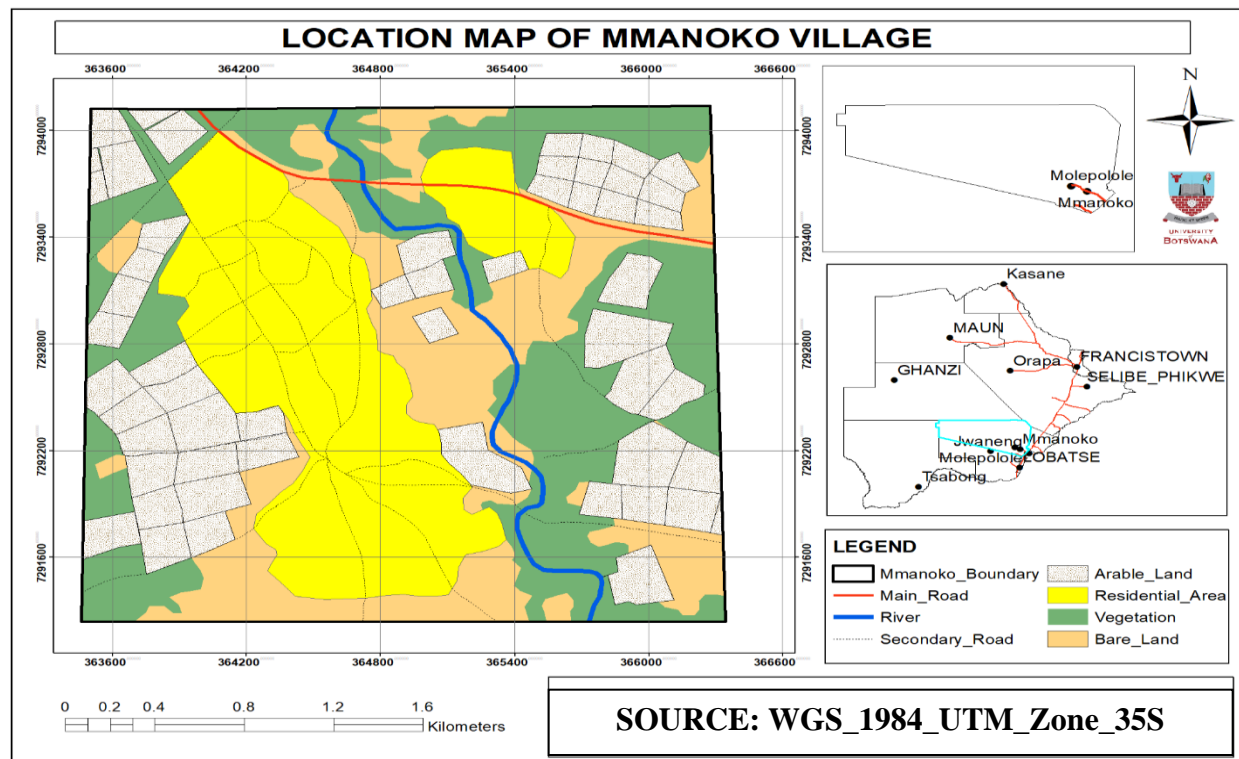 LOCATION MAP OF MMANOKO VILLAGE
363600 364200 364800 365400 366000 366600
7294000 7294000
7293400 7293400
7292800 7292800
7292200 7292200
7291600 7291600
363600 364200 364800 365400 366000 366600
0 0.2 0.4 0.8 1.2 1.6
Kilometers
N
Molepolole
Mmanoko
UNIVERSITY
of
BOTSWANA
Kasane
MAUN
FRANCISTOWN
Orapa
GHANZI
SELIBE_PHIKWE
Jwaneng
Mmanoko
Molepolole
LOBATSE
Tsabong
LEGEND
Mmanoko_Boundary
Main_Road
River
Secondary_Road
Arable_Land
Residential_Area
Vegetation
Bare_Land
SOURCE: WGS_1984_UTM_Zone_35S